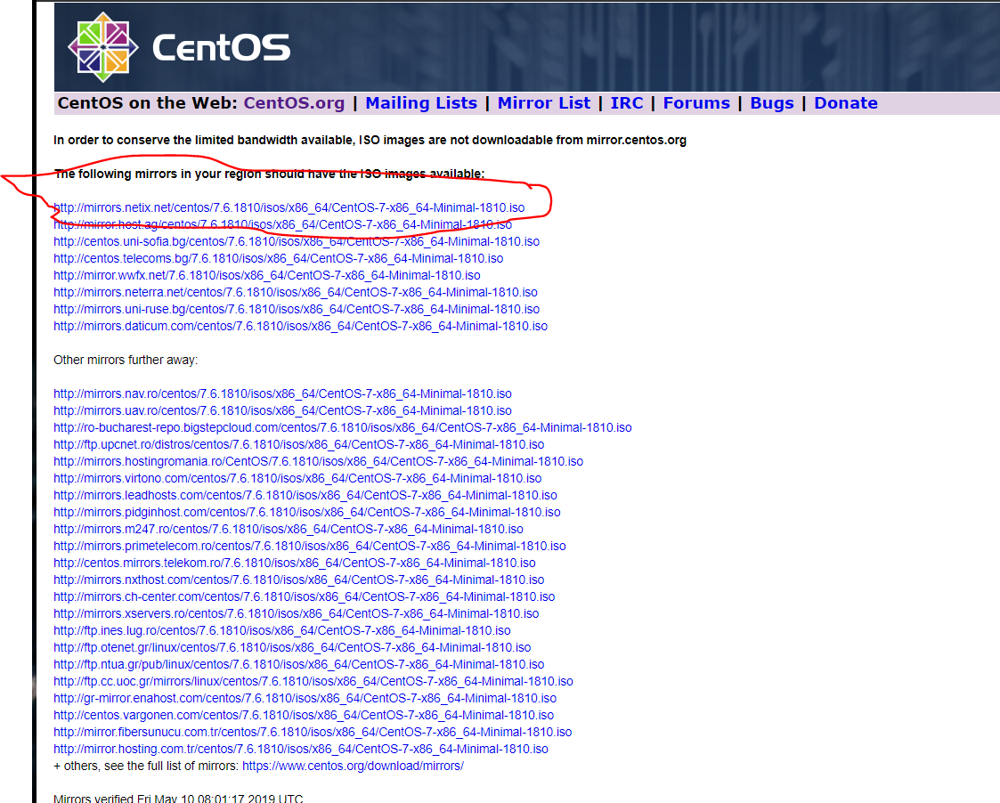 CentOS
CentOS on the Web: CentOS.org | Mailing Lists | Mirror List | IRC | Forums | Bugs | Donate
In order to conserve the limited bandwidth available, ISO images are not downloadable from mirror.centos.org
The following mirrors in your region should have the ISO images available:
http://mirrors.netix.net/centos/7.6.1810/isos/x86_64/CentOS-7-x86_64-Minimal-1810.iso
http://mirror.host.ag/centos/7.6.1810/isos/x86_64/CentOS-7-x86_64-Minimal-1810.iso
http://centos.uni-sofia.bg/centos/7.6.1810/isos/x86_64/CentOS-7-x86_64-Minimal-1810.iso
http://centos.telecoms.bg/7.6.1810/isos/x86_64/CentOS-7-x86_64-Minimal-1810.iso
http://mirror.wwfx.net/7.6.1810/isos/x86_64/CentOS-7-x86_64-Minimal-1810.iso
http://mirrors.neterra.net/centos/7.6.1810/isos/x86_64/CentOS-7-x86_64-Minimal-1810.iso
http://mirrors.uni-ruse.bg/centos/7.6.1810/isos/x86_64/CentOS-7-x86_64-Minimal-1810.iso
http://mirrors.daticum.com/centos/7.6.1810/isos/x86_64/CentOS-7-x86_64-Minimal-1810.iso
Other mirrors further away:
http://mirrors.nav.ro/centos/7.6.1810/isos/x86_64/CentOS-7-x86_64-Minimal-1810.iso
http://mirrors.uav.ro/centos/7.6.1810/isos/x86_64/CentOS-7-x86_64-Minimal-1810.iso
http://ro-bucharest-repo.bigstepcloud.com/centos/7.6.1810/isos/x86_64/CentOS-7-x86_64-Minimal-1810.iso
http://ftp.upcnet.ro/distros/centos/7.6.1810/isos/x86_64/CentOS-7-x86_64-Minimal-1810.iso
http://mirrors.hostingromania.ro/CentOS/7.6.1810/isos/x86_64/CentOS-7-x86_64-Minimal-1810.iso
http://mirrors.virtono.com/centos/7.6.1810/isos/x86_64/CentOS-7-x86_64-Minimal-1810.iso
http://mirrors.leadhosts.com/centos/7.6.1810/isos/x86_64/CentOS-7-x86_64-Minimal-1810.iso
http://mirrors.pidginhost.com/centos/7.6.1810/isos/x86_64/CentOS-7-x86_64-Minimal-1810.iso
http://mirrors.m247.ro/centos/7.6.1810/isos/x86_64/CentOS-7-x86_64-Minimal-1810.iso
http://mirrors.primetelecom.ro/centos/7.6.1810/isos/x86_64/CentOS-7-x86_64-Minimal-1810.iso
http://centos.mirrors.telekom.ro/7.6.1810/isos/x86_64/CentOS-7-x86_64-Minimal-1810.iso
http://mirrors.nxthost.com/centos/7.6.1810/isos/x86_64/CentOS-7-x86_64-Minimal-1810.iso
http://mirrors.ch-center.com/centos/7.6.1810/isos/x86_64/CentOS-7-x86_64-Minimal-1810.iso
http://mirrors.xservers.ro/centos/7.6.1810/isos/x86_64/CentOS-7-x86_64-Minimal-1810.iso
http://ftp.ines.lug.ro/centos/7.6.1810/isos/x86_64/CentOS-7-x86_64-Minimal-1810.iso
http://ftp.otenet.gr/linux/centos/7.6.1810/isos/x86_64/CentOS-7-x86_64-Minimal-1810.iso
http://ftp.ntua.gr/pub/linux/centos/7.6.1810/isos/x86_64/CentOS-7-x86_64-Minimal-1810.iso
http://ftp.cc.uoc.gr/mirrors/linux/centos/7.6.1810/isos/x86_64/CentOS-7-x86_64-Minimal-1810.iso
http://gr-mirror.enahost.com/centos/7.6.1810/isos/x86_64/CentOS-7-x86_64-Minimal-1810.iso
http://centos.vargonen.com/centos/7.6.1810/isos/x86_64/CentOS-7-x86_64-Minimal-1810.iso
http://mirror.fibersunucu.com.tr/centos/7.6.1810/isos/x86_64/CentOS-7-x86_64-Minimal-1810.iso
http://mirror.hosting.com.tr/centos/7.6.1810/isos/x86_64/CentOS-7-x86_64-Minimal-1810.iso
+ others, see the full list of mirrors: https://www.centos.org/download/mirrors/
Mirrors verified Fri May 10 08:01:17 2019 UTC